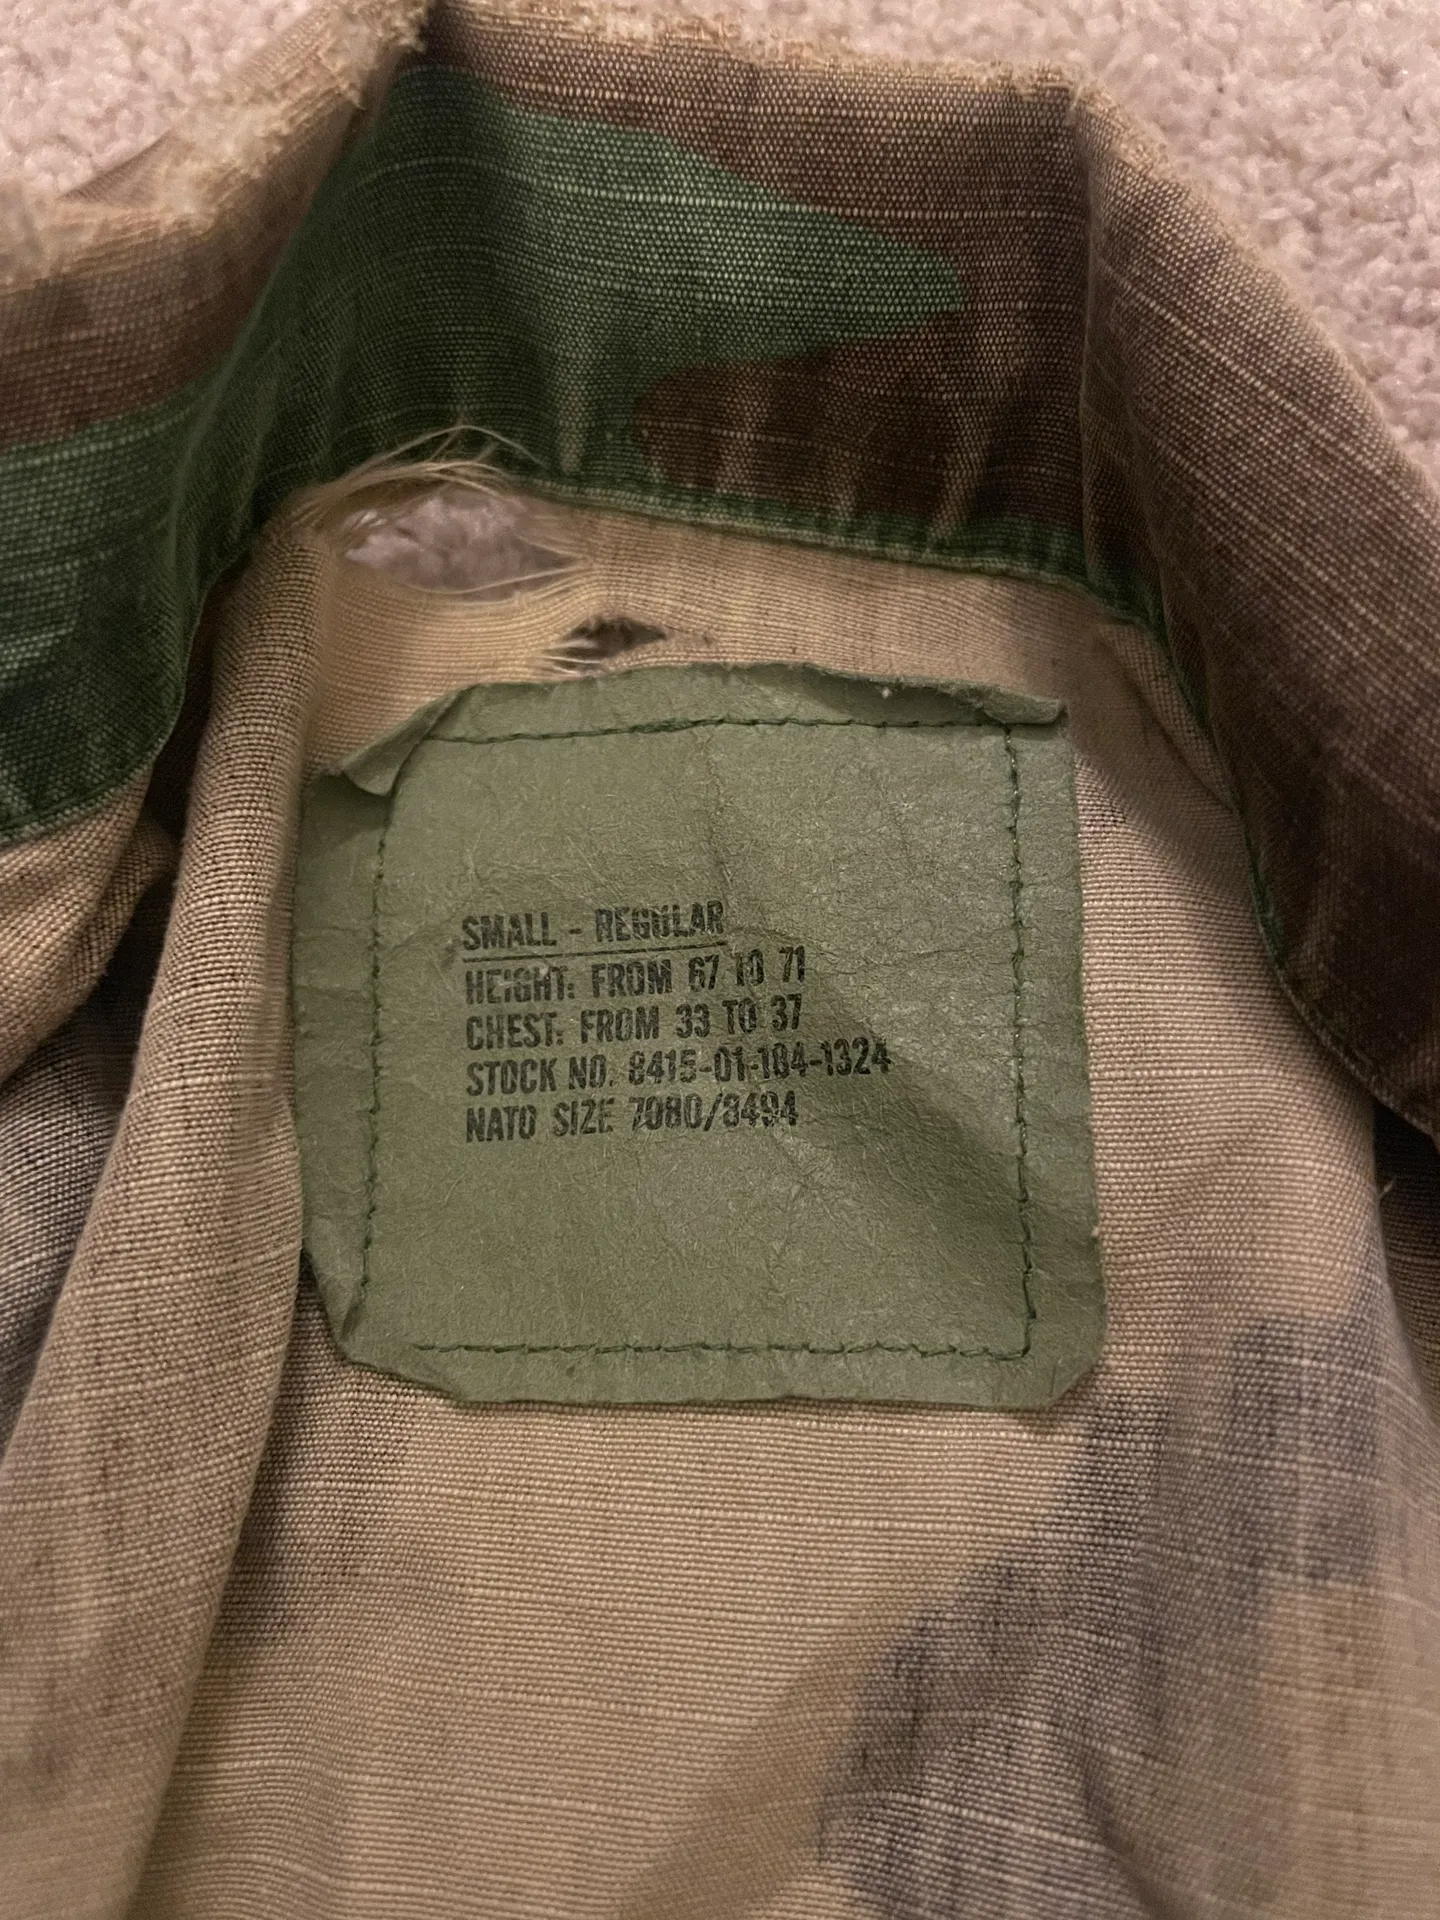 SMALL - REGULAR
HEIGHT: FROM 67 TO 71
CHEST: FROM 33 TO 37
STOCK NO. 8415-01-184-1324
NATO SIZE 7080/8494